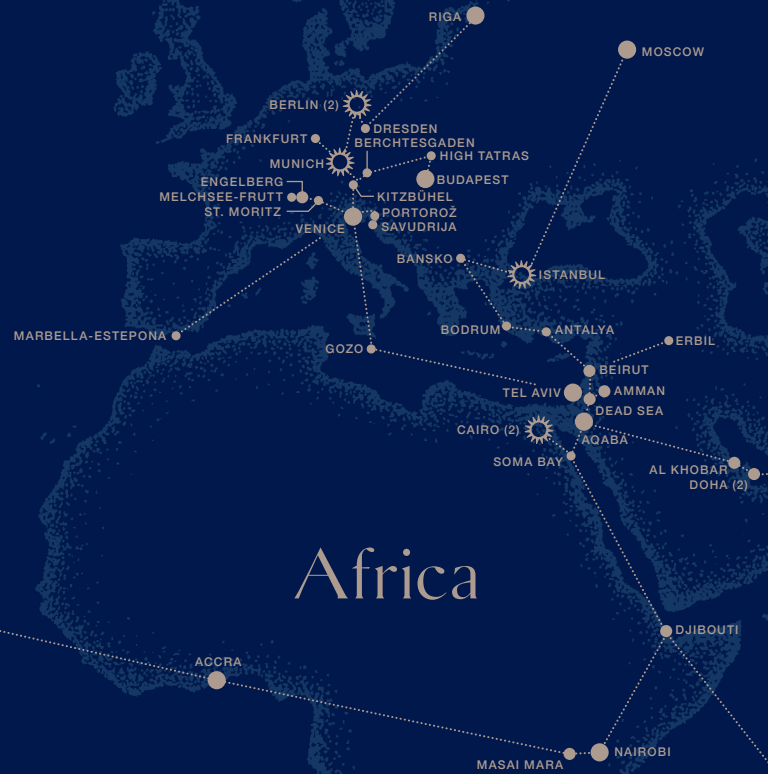 RIGA
MOSCOW
BERLIN (2)
DRESDEN
FRANKFURT
BERCHTESGADEN
HIGH TATRAS
MUNICH
BUDAPEST
ENGELBERG
MELCHSEE-FRUTT
KITZBÜHEL
ST. MORITZ
PORTOROŽ
VENICE
SAVUDRIJA
BANSKO
ISTANBUL
MARBELLA-ESTEPONA
BODRUM
ANTALYA
GOZO
ERBIL
BEIRUT
TEL AVIV
AMMAN
DEAD SEA
CAIRO (2)
AQABA
SOMA BAY
AL KHOBAR
DOHA (2)
Africa
DJIBOUTI
ACCRA
NAIROBI
MASAI MARA